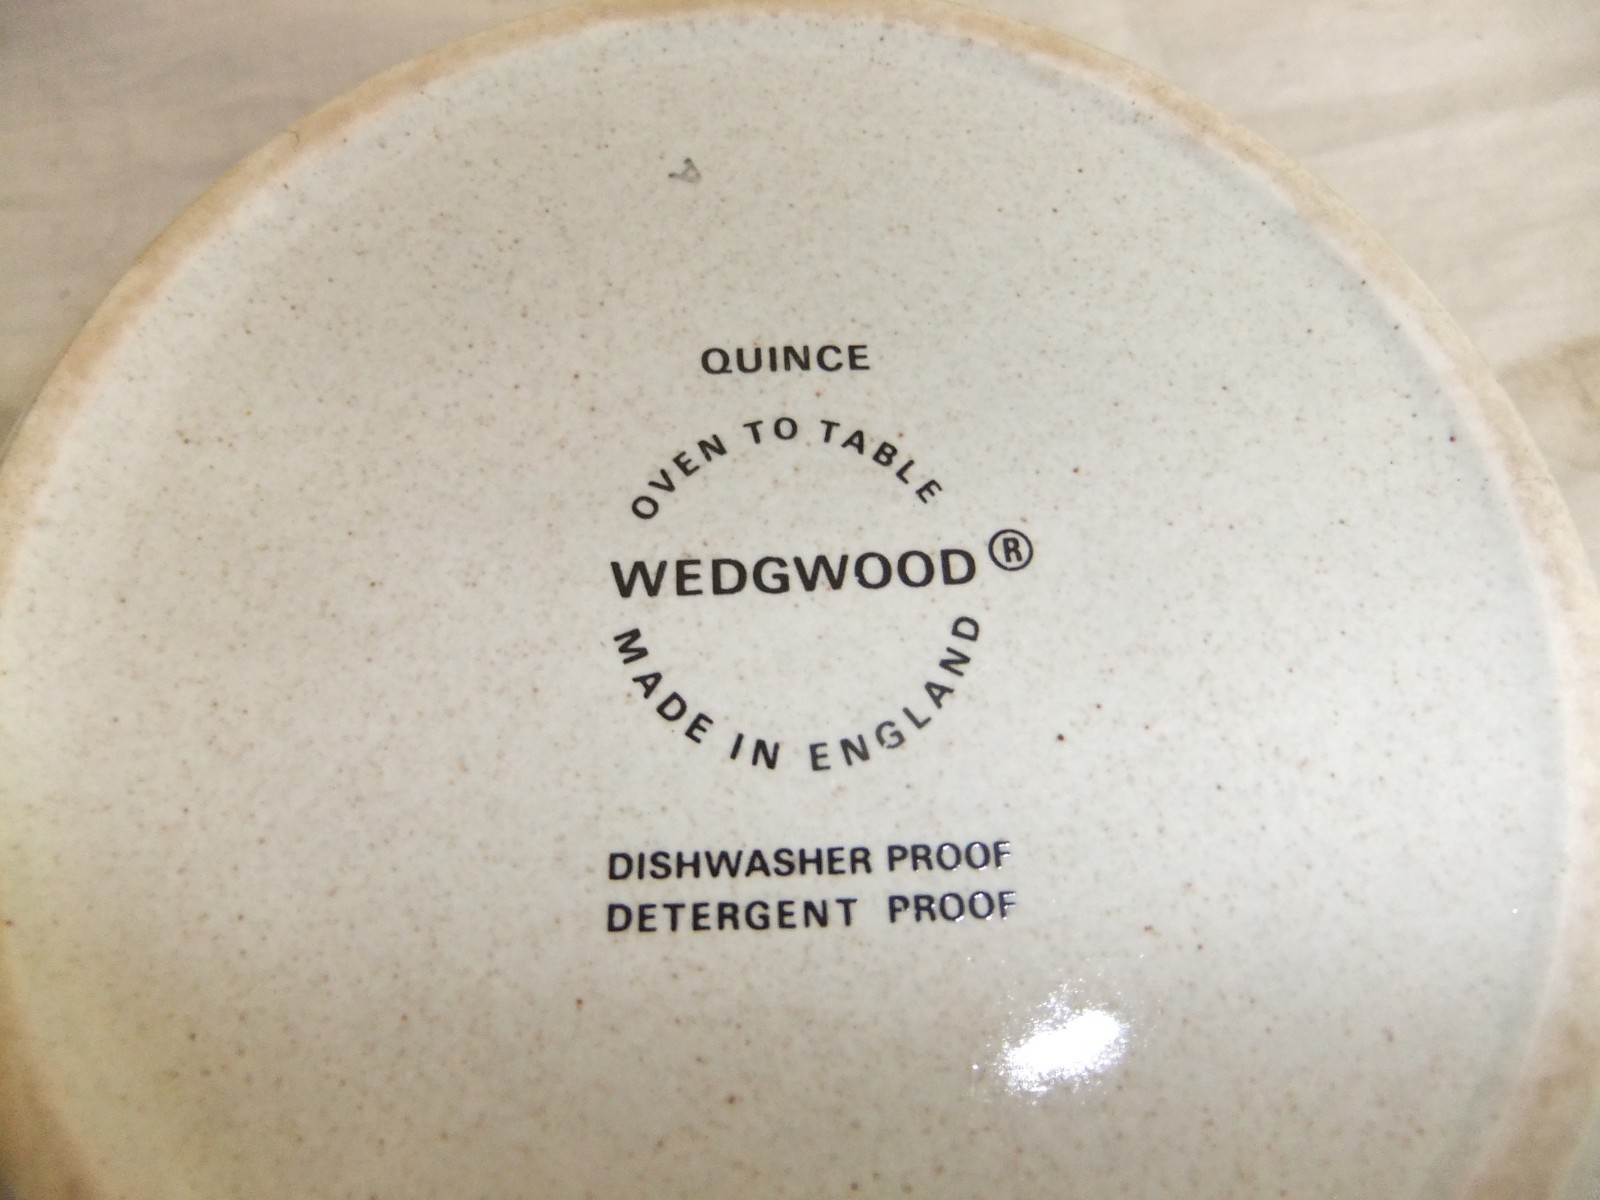 QUINCE
OVEN TO TABLE
WEDGWOOD ®
MADE IN ENGLAND
DISHWASHER PROOF
DETERGENT PROOF